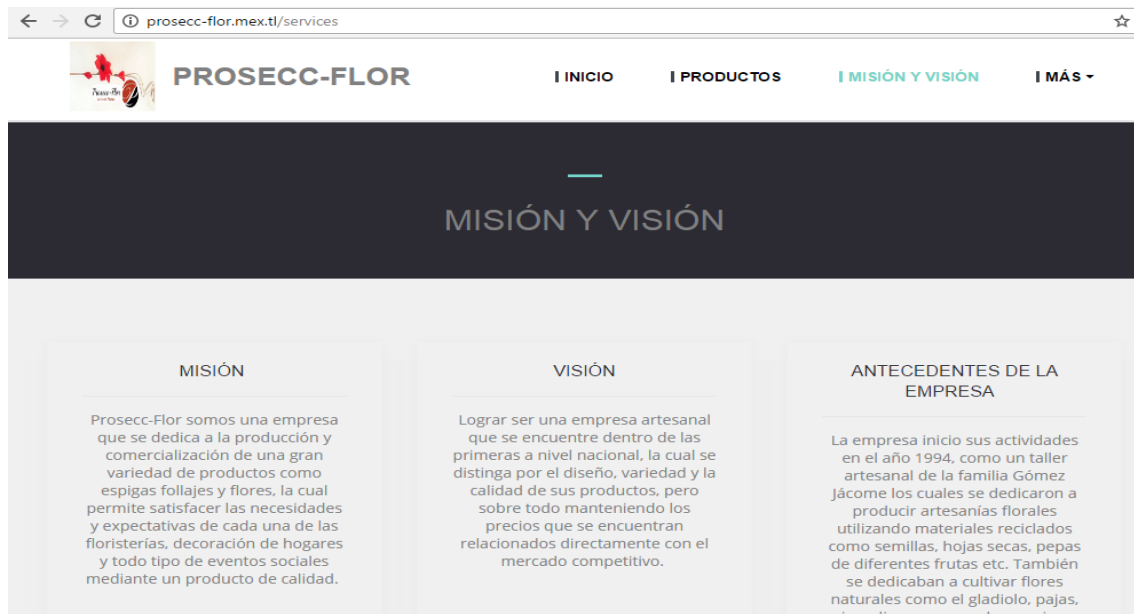 prosecc-flor.mex.tl/services
PROSECC-FLOR
INICIO
PRODUCTOS
MISIÓN Y VISIÓN
MÁS
MISIÓN Y VISIÓN
MISIÓN
Prosecc-Flor somos una empresa
que se dedica a la producción y
comercialización de una gran
variedad de productos como
espigas follajes y flores, la cual
permite satisfacer las necesidades
y expectativas de cada una de las
floristerías, decoración de hogares
y todo tipo de eventos sociales
mediante un producto de calidad.
VISIÓN
Lograr ser una empresa artesanal
que se encuentre dentro de las
primeras a nivel nacional, la cual se
distinga por el diseño, variedad y la
calidad de sus productos, pero
sobre todo manteniendo los
precios que se encuentran
relacionados directamente con el
mercado competitivo.
ANTECEDENTES DE LA
EMPRESA
La empresa inicio sus actividades
en el año 1994, como un taller
artesanal de la familia Gómez
Jácome los cuales se dedicaron a
producir artesanías florales
utilizando materiales reciclados
como semillas, hojas secas, pepas
de diferentes frutas etc. También
se dedicaban a cultivar flores
naturales como el gladiolo, pajas,